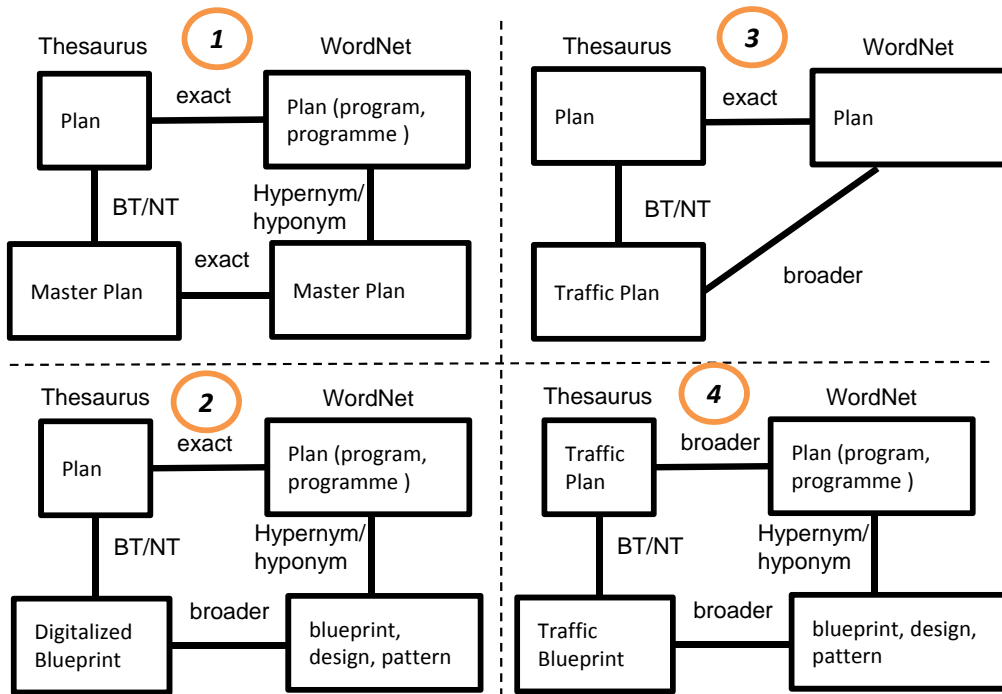 1
Thesaurus
WordNet
exact
Plan
Plan (program,
programme )
BT/NT
Hypernym/
hyponym
exact
Master Plan
Master Plan
3
Thesaurus
WordNet
exact
Plan
Plan
BT/NT
broader
Traffic Plan
2
Thesaurus
WordNet
exact
Plan
Plan (program,
programme )
BT/NT
Hypernym/
hyponym
broader
Digitalized
Blueprint
blueprint,
design, pattern
4
Thesaurus
WordNet
broader
Traffic
Plan
Plan (program,
programme )
BT/NT
Hypernym/
hyponym
broader
Traffic
Blueprint
blueprint, design,
pattern